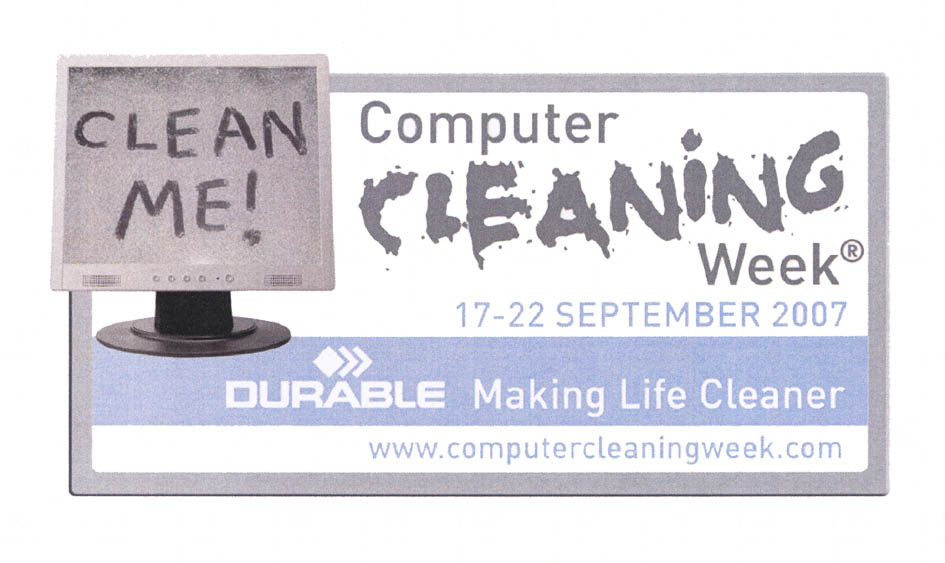 CLEAN
ME!
Computer
CLEANiNG
Week®
17-22 SEPTEMBER 2007
DURABLE Making Life Cleaner
www.computercleaningweek.com